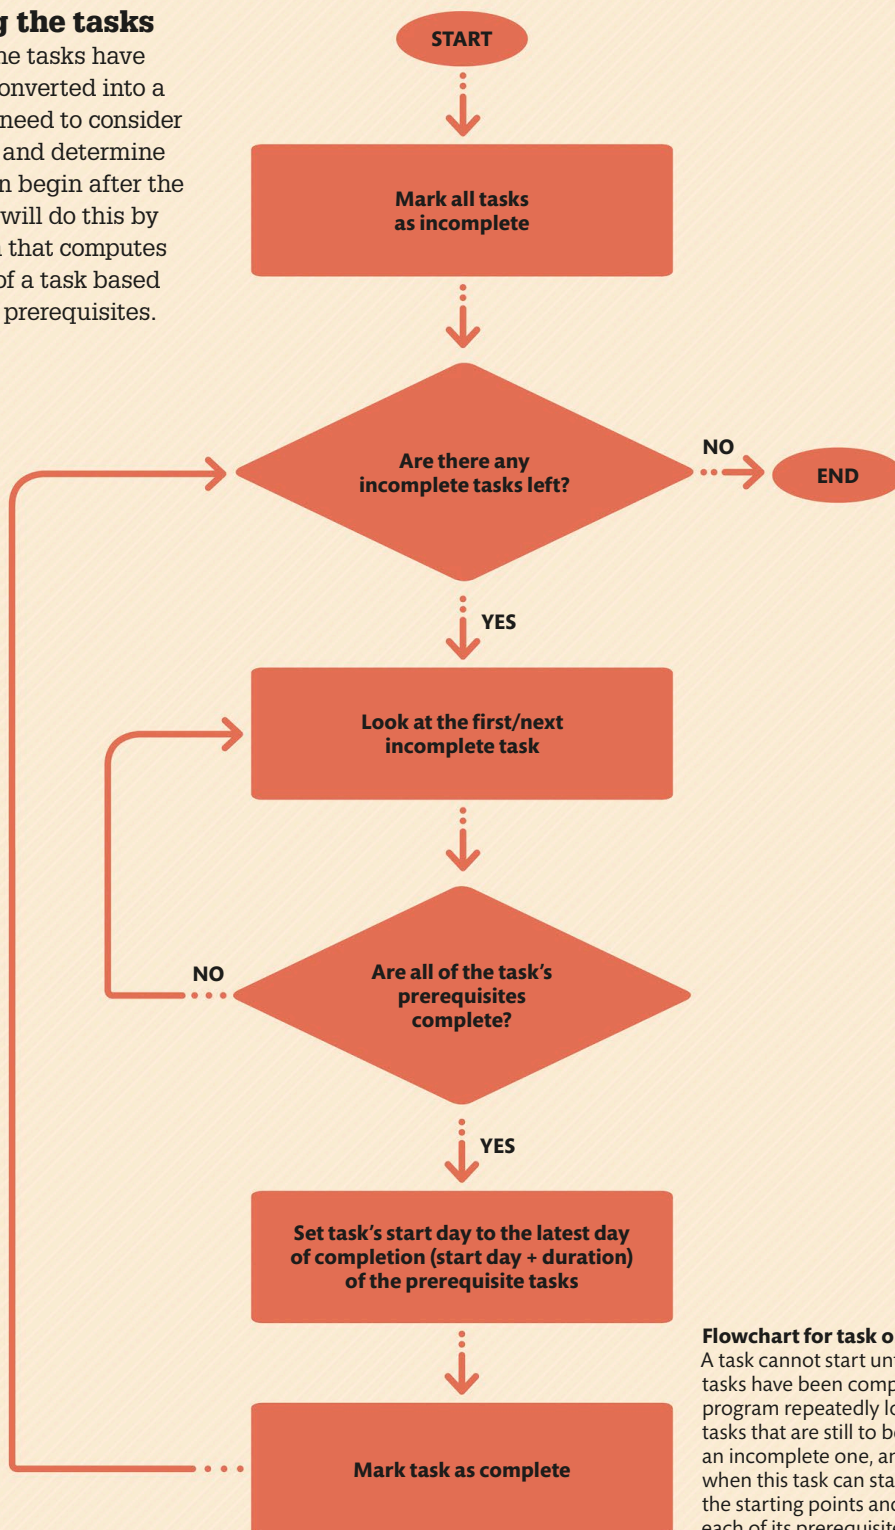 g the tasks
ne tasks have
onverted into a
need to consider
and determine
n begin after the
will do this by
that computes
of a task based
prerequisites.
START
Mark all tasks
as incomplete
Are there any
incomplete tasks left?
NO
END
YES
Look at the first/next
incomplete task
Are all of the task's
prerequisites
complete?
NO
YES
Set task's start day to the latest day
of completion (start day + duration)
of the prerequisite tasks
Mark task as complete
Flowchart for task o
A task cannot start unt
tasks have been comp
program repeatedly lo
tasks that are still to b
an incomplete one, an
when this task can sta
the starting points and
each of its prerequisite